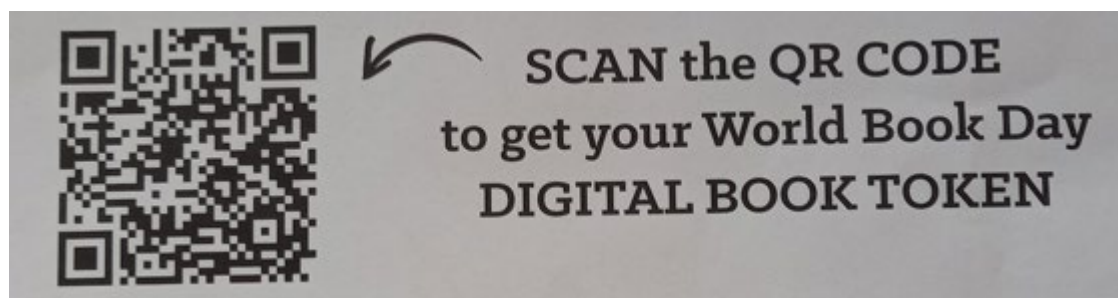 SCAN the QR CODE
to get your World Book Day
DIGITAL BOOK TOKEN